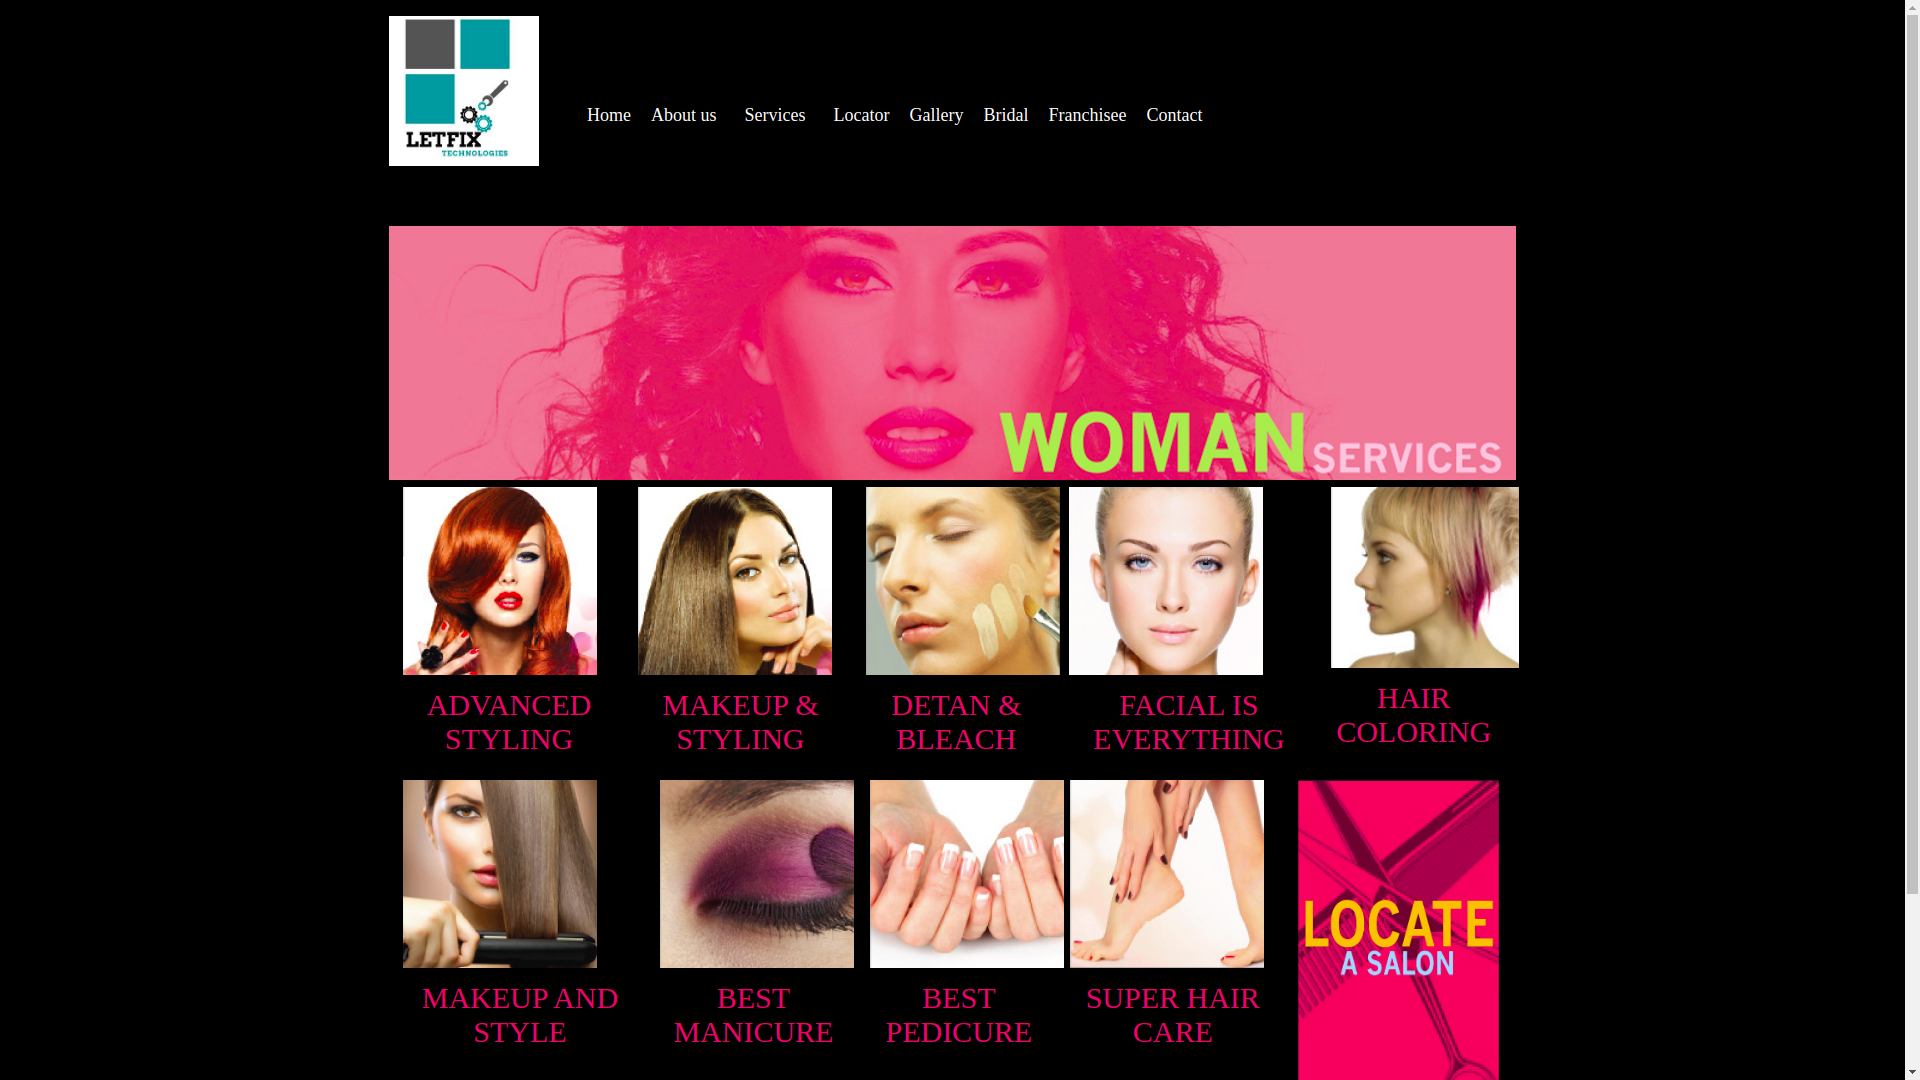 LETFIX
TECHNOLOGIES
Home About us Services Locator Gallery Bridal Franchisee Contact
WOMAN SERVICES
ADVANCED
STYLING
MAKEUP &
STYLING
DETAN &
BLEACH
FACIAL IS
EVERYTHING
HAIR
COLORING
MAKEUP AND
STYLE
BEST
MANICURE
BEST
PEDICURE
SUPER HAIR
CARE
LOCATE
A SALON